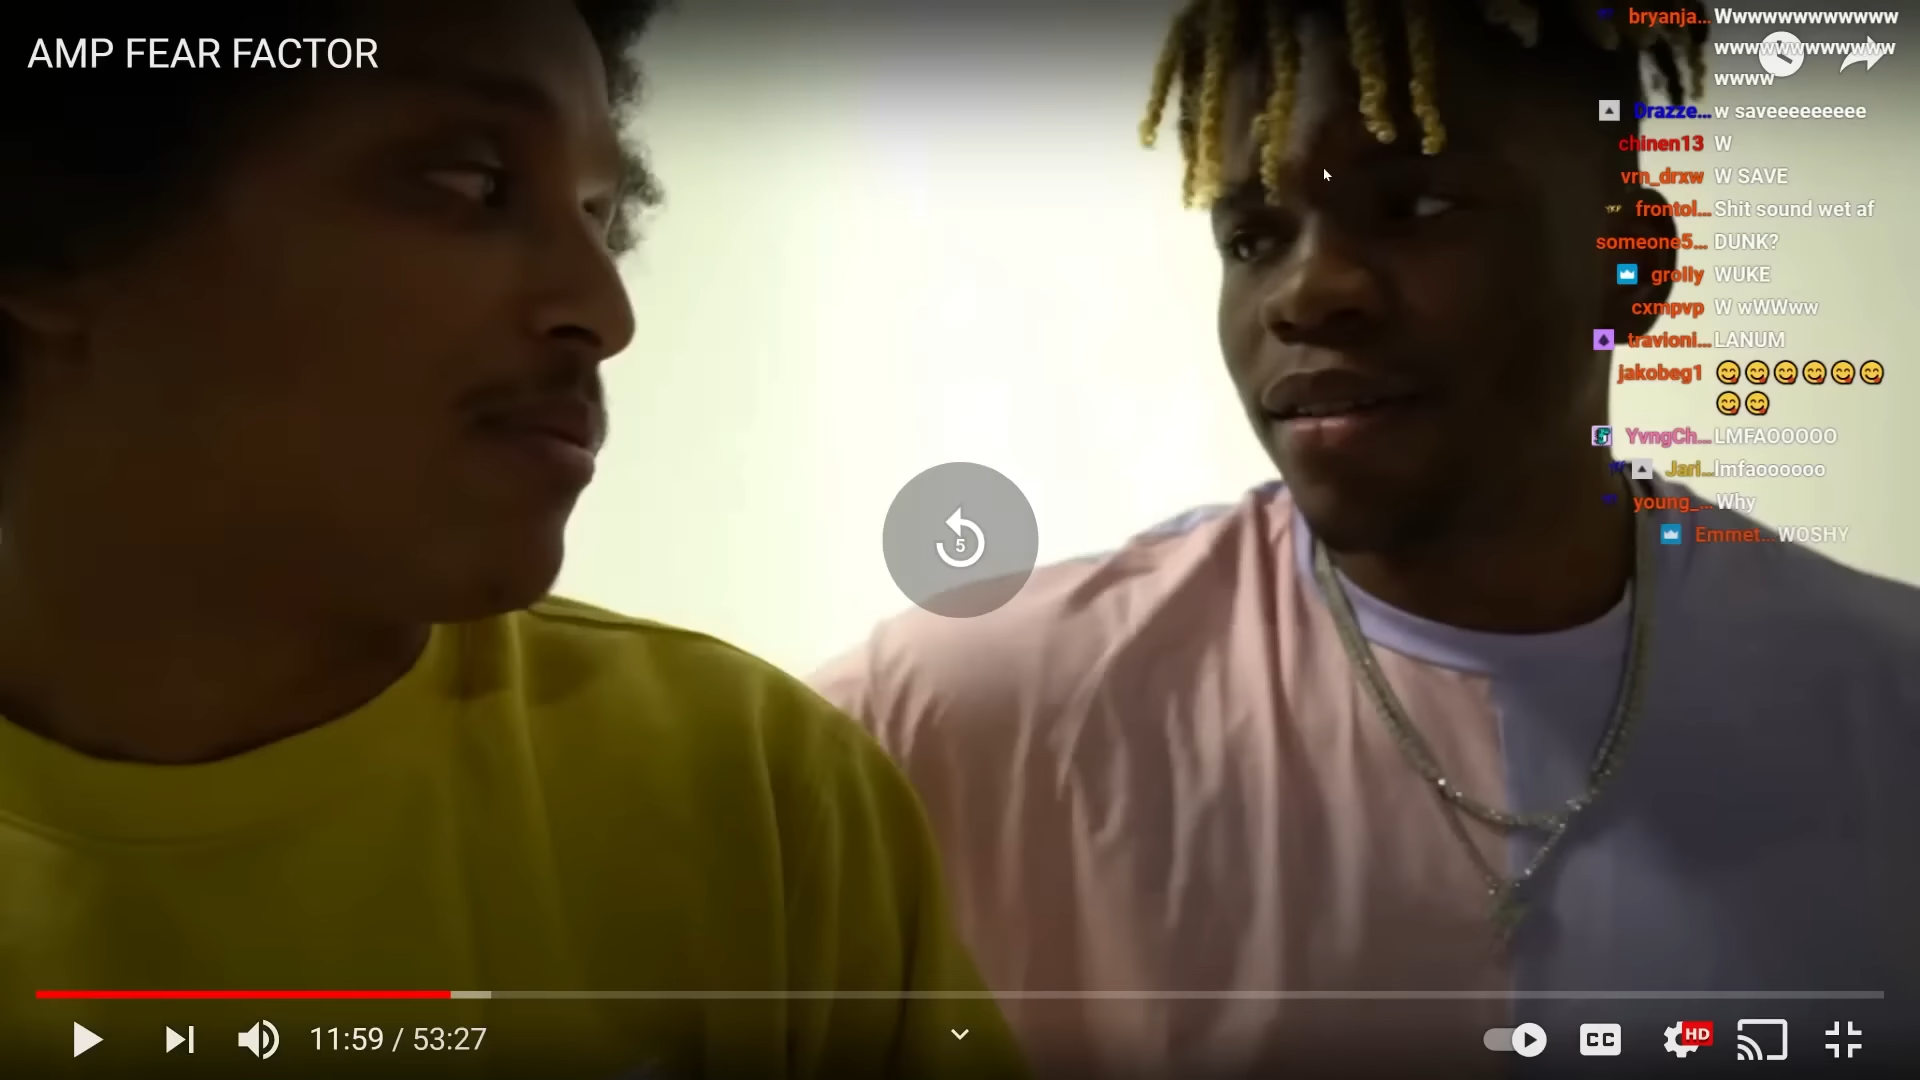 AMP FEAR FACTOR
bryanja... Wwwwwwwwwwwww
wwwwwwwwwwwww
wwww
Drazze... w saveeeeeeeee
chinen13 W
vrn_drxw W SAVE
frontol... Shit sound wet af
someone5... DUNK?
grolly WUKE
cxmpvp W wWWww
travioni... LANUM
jakobeg1 😋😋😋😋😋😋
😋😋
YvngCh... LMFAOOOOO
Jari... lmfaoooooo
young_... Why
Emmet... WOSHY
5
11:59 / 53:27
CC
HD